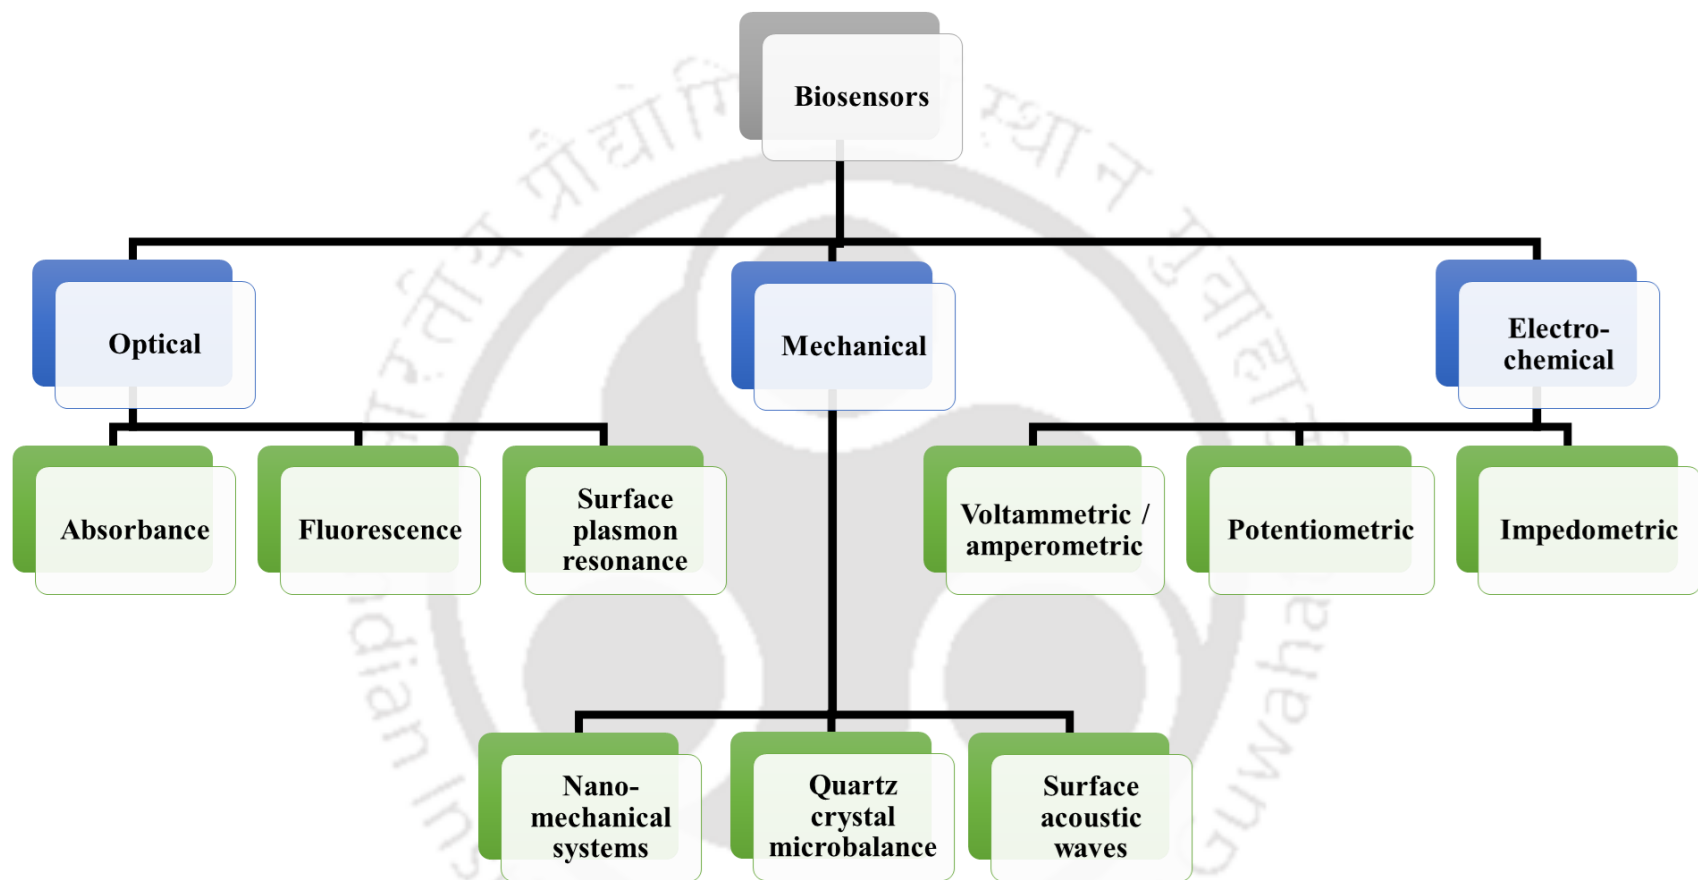 Biosensors
Optical
Mechanical
Electro-
chemical
Absorbance
Fluorescence
Surface
plasmon
resonance
Voltammetric /
amperometric
Potentiometric
Impedometric
Nano-
mechanical
systems
Quartz
crystal
microbalance
Surface
acoustic
waves